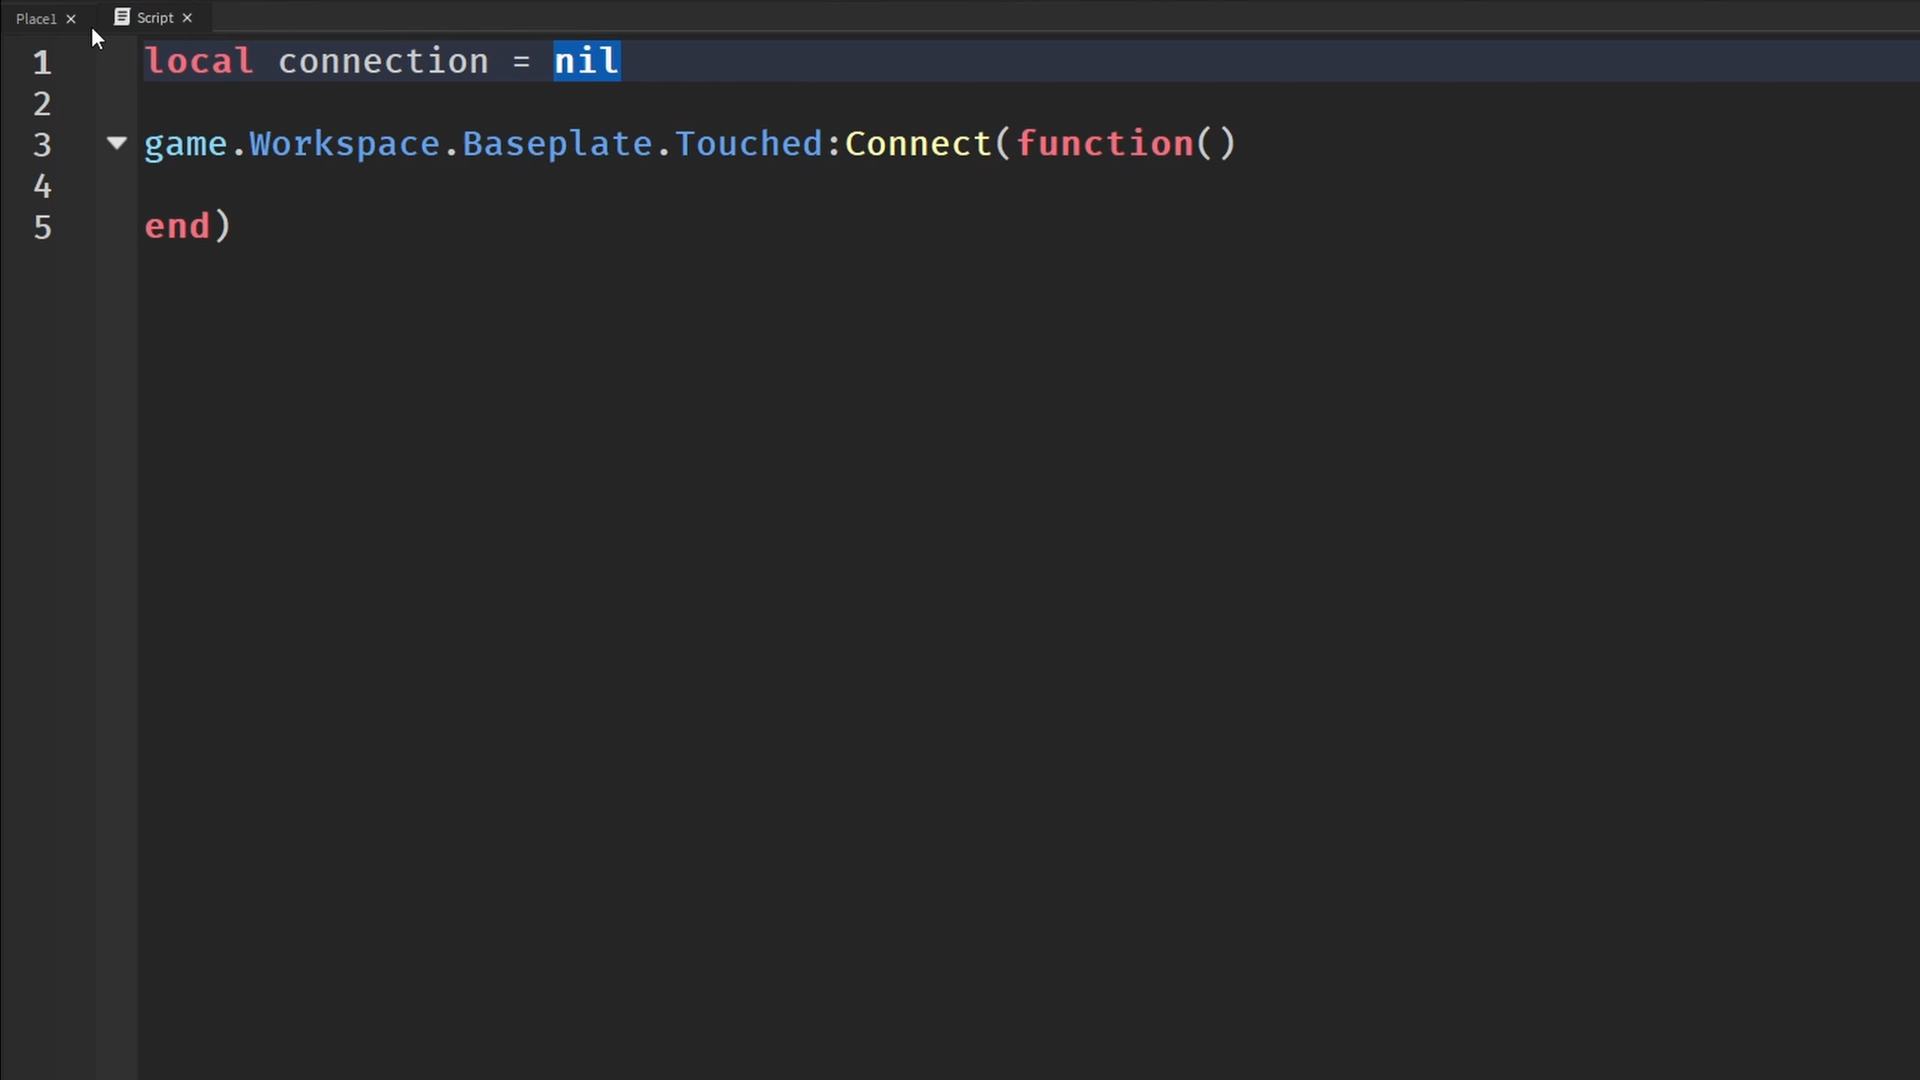 Place1 × Script ×
1 local connection = nil
2
3 game.Workspace.Baseplate.Touched:Connect(function()
4
5 end)